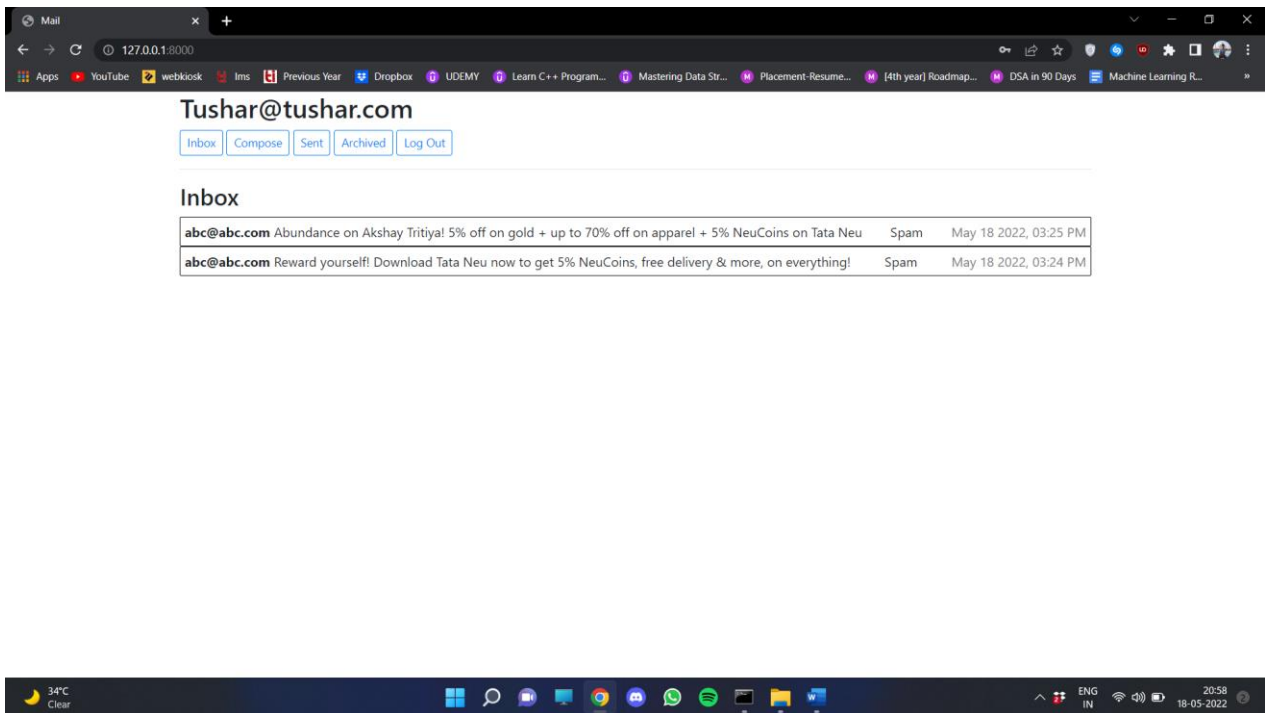 Mail
127.0.0.1:8000
Apps YouTube webkiosk Ims Previous Year Dropbox UDEMY Learn C++ Program... Mastering Data Str... Placement-Resume... [4th year] Roadmap... DSA in 90 Days Machine Learning R... »
Tushar@tushar.com
Inbox Compose Sent Archived Log Out
Inbox
abc@abc.com Abundance on Akshay Tritiya! 5% off on gold + up to 70% off on apparel + 5% NeuCoins on Tata Neu Spam May 18 2022, 03:25 PM
abc@abc.com Reward yourself! Download Tata Neu now to get 5% NeuCoins, free delivery & more, on everything! Spam May 18 2022, 03:24 PM
34°C
Clear
ENG
IN
20:58
18-05-2022
2